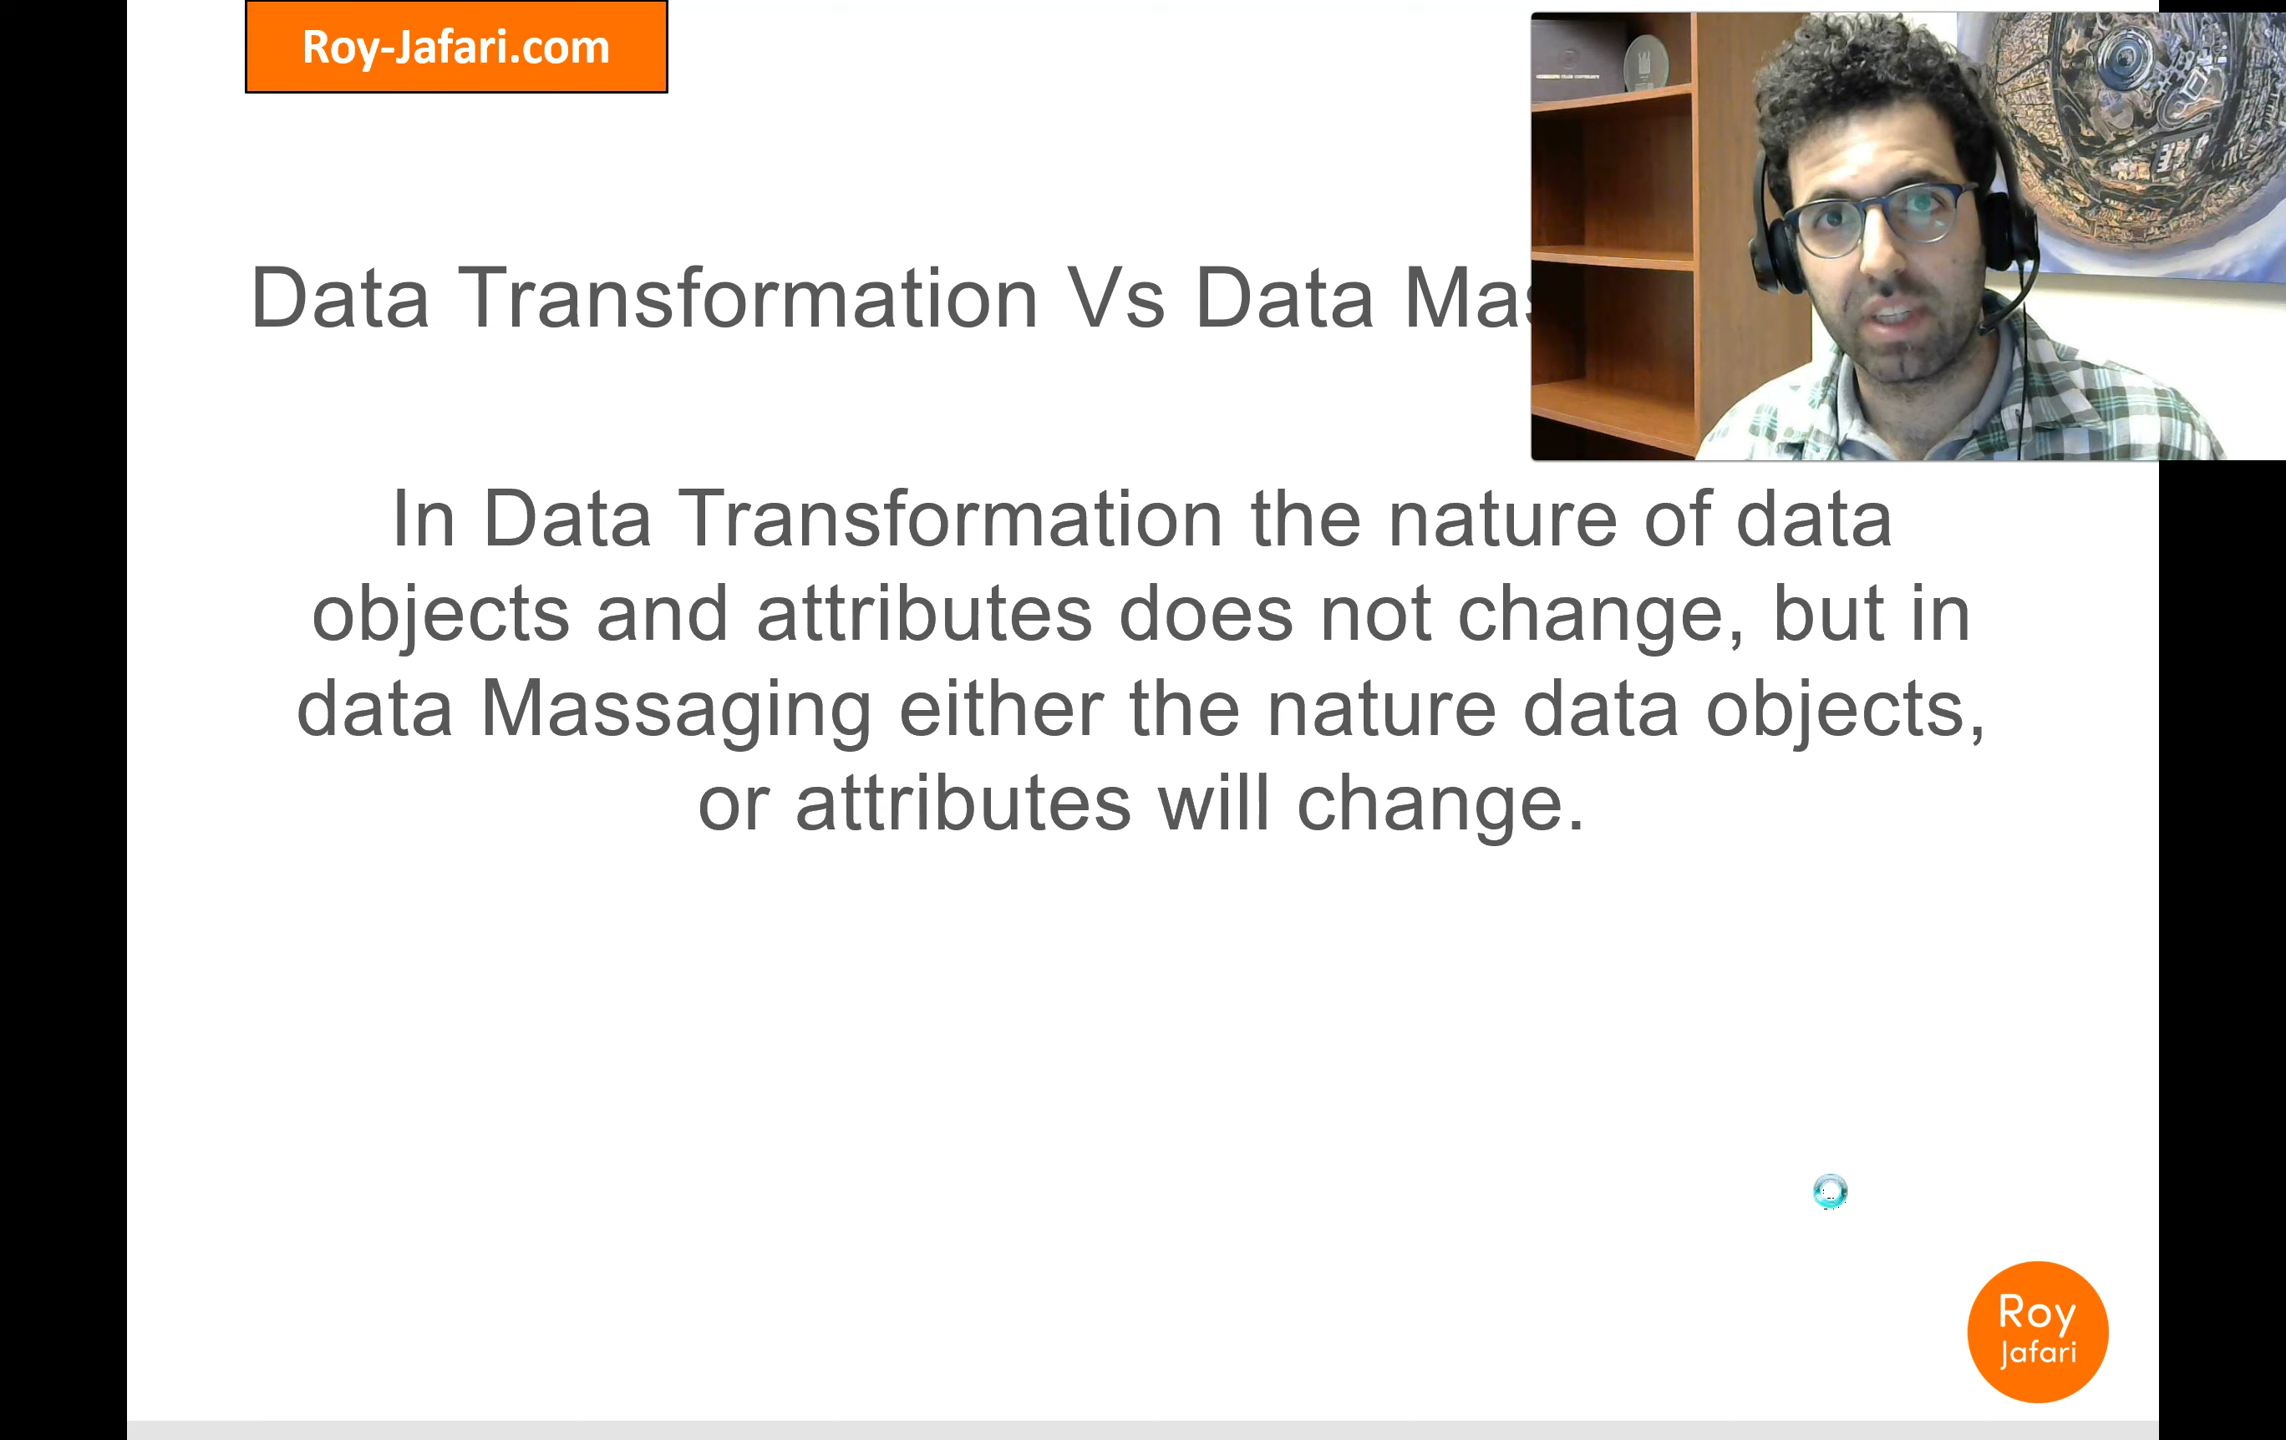 Roy-Jafari.com
Data Transformation Vs Data
In Data Transformation the nature of data
objects and attributes does not change, but in
data Massaging either the nature data objects,
or attributes will change.
Roy
Jafari